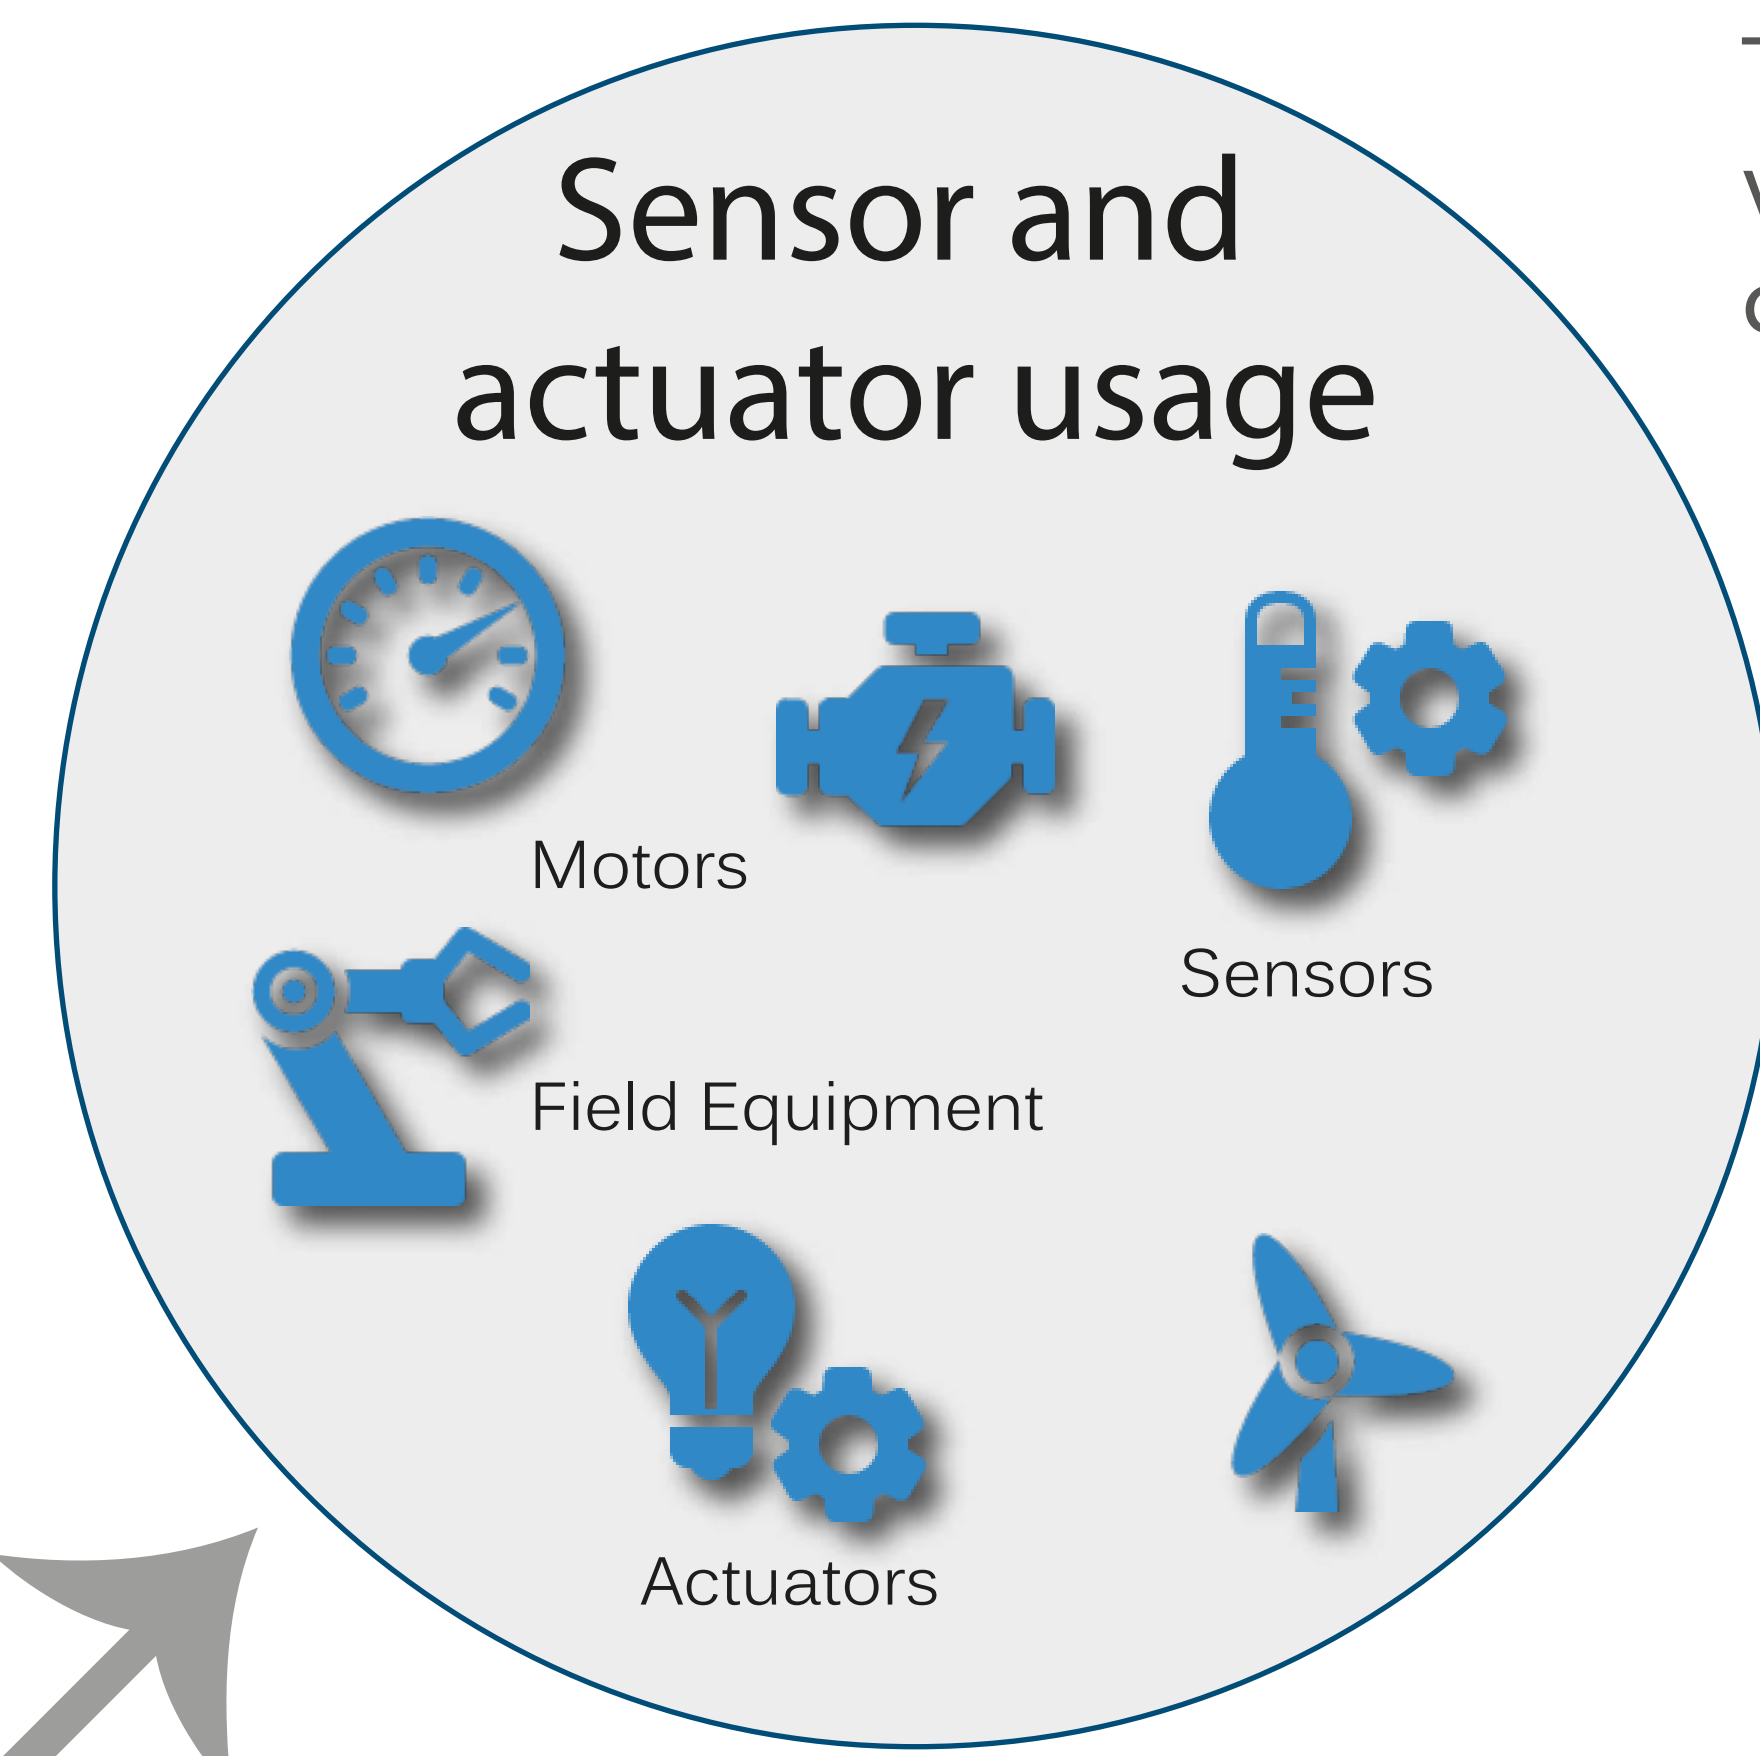 Sensor and
actuator usage
Motors
Sensors
Field Equipment
Actuators